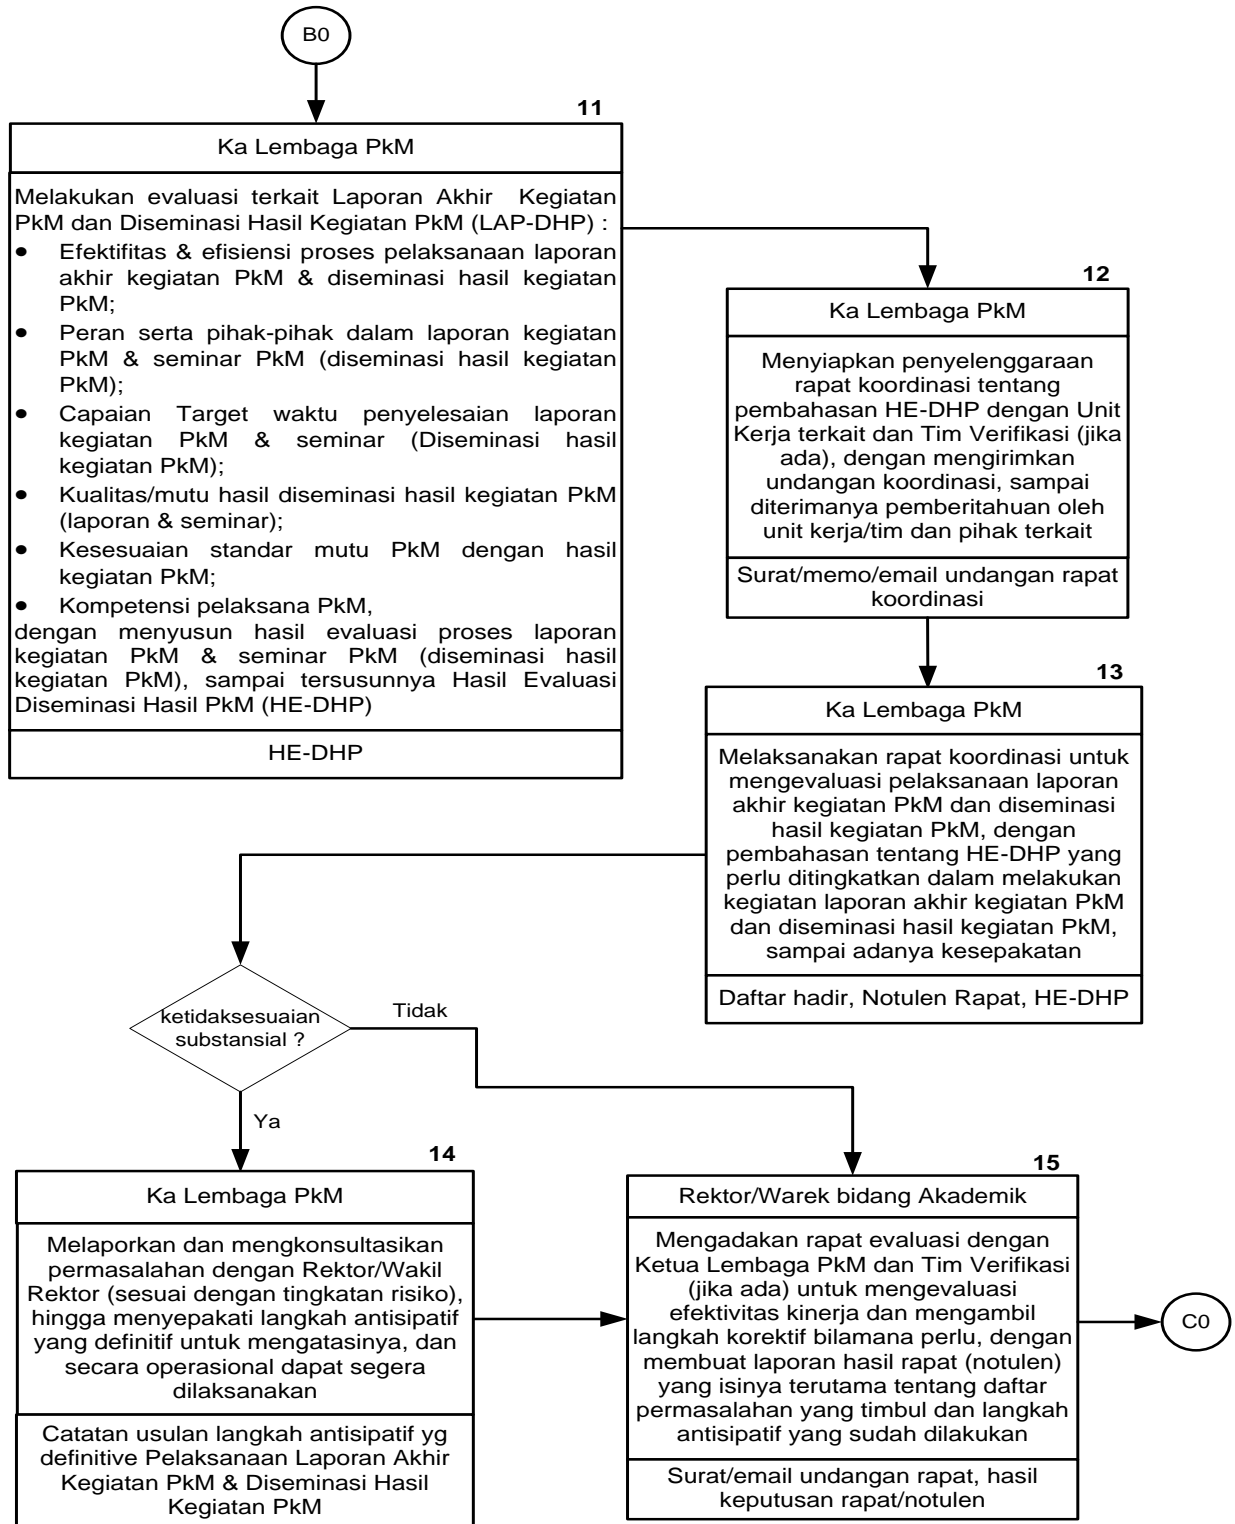 B0
11
Ka Lembaga PkM
Melakukan evaluasi terkait Laporan Akhir Kegiatan
PkM dan Diseminasi Hasil Kegiatan PkM (LAP-DHP) :
• Efektifitas & efisiensi proses pelaksanaan laporan
akhir kegiatan PkM & diseminasi hasil kegiatan
PkM;
• Peran serta pihak-pihak dalam laporan kegiatan
PkM & seminar PkM (diseminasi hasil kegiatan
PkM);
• Capaian Target waktu penyelesaian laporan
kegiatan PkM & seminar (Diseminasi hasil
kegiatan PkM);
• Kualitas/mutu hasil diseminasi hasil kegiatan PkM
(laporan & seminar);
• Kesesuaian standar mutu PkM dengan hasil
kegiatan PkM;
• Kompetensi pelaksana PkM,
dengan menyusun hasil evaluasi proses laporan
kegiatan PkM & seminar PkM (diseminasi hasil
kegiatan PkM), sampai tersusunnya Hasil Evaluasi
Diseminasi Hasil PkM (HE-DHP)
HE-DHP
12
Ka Lembaga PkM
Menyiapkan penyelenggaraan
rapat koordinasi tentang
pembahasan HE-DHP dengan Unit
Kerja terkait dan Tim Verifikasi (jika
ada), dengan mengirimkan
undangan koordinasi, sampai
diterimanya pemberitahuan oleh
unit kerja/tim dan pihak terkait
Surat/memo/email undangan rapat
koordinasi
13
Ka Lembaga PkM
Melaksanakan rapat koordinasi untuk
mengevaluasi pelaksanaan laporan
akhir kegiatan PkM dan diseminasi
hasil kegiatan PkM, dengan
pembahasan tentang HE-DHP yang
perlu ditingkatkan dalam melakukan
kegiatan laporan akhir kegiatan PkM
dan diseminasi hasil kegiatan PkM,
sampai adanya kesepakatan
Daftar hadir, Notulen Rapat, HE-DHP
ketidaksesuaian
substansial ?
Tidak
Ya
14
Ka Lembaga PkM
Melaporkan dan mengkonsultasikan
permasalahan dengan Rektor/Wakil
Rektor (sesuai dengan tingkatan risiko),
hingga menyepakati langkah antisipatif
yang definitif untuk mengatasinya, dan
secara operasional dapat segera
dilaksanakan
Catatan usulan langkah antisipatif yg
definitive Pelaksanaan Laporan Akhir
Kegiatan PkM & Diseminasi Hasil
Kegiatan PkM
15
Rektor/Warek bidang Akademik
Mengadakan rapat evaluasi dengan
Ketua Lembaga PkM dan Tim Verifikasi
(jika ada) untuk mengevaluasi
efektivitas kinerja dan mengambil
langkah korektif bilamana perlu, dengan
membuat laporan hasil rapat (notulen)
yang isinya terutama tentang daftar
permasalahan yang timbul dan langkah
antisipatif yang sudah dilakukan
Surat/email undangan rapat, hasil
keputusan rapat/notulen
C0